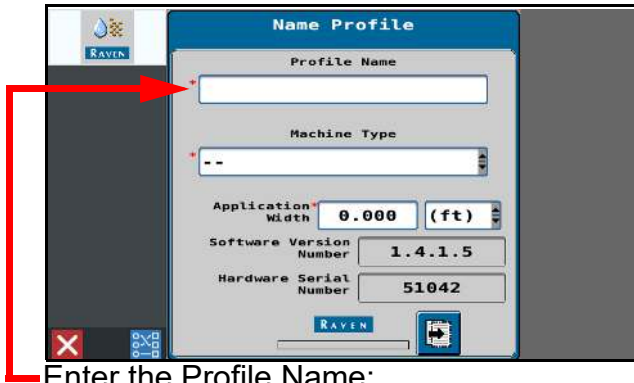 Name Profile
RAVEN
Profile Name
*
Machine Type
*
--
Application*
Width 0.000 (ft)
Software Version
Number 1.4.1.5
Hardware Serial
Number 51042
RAVEN
Enter the Profile Name: